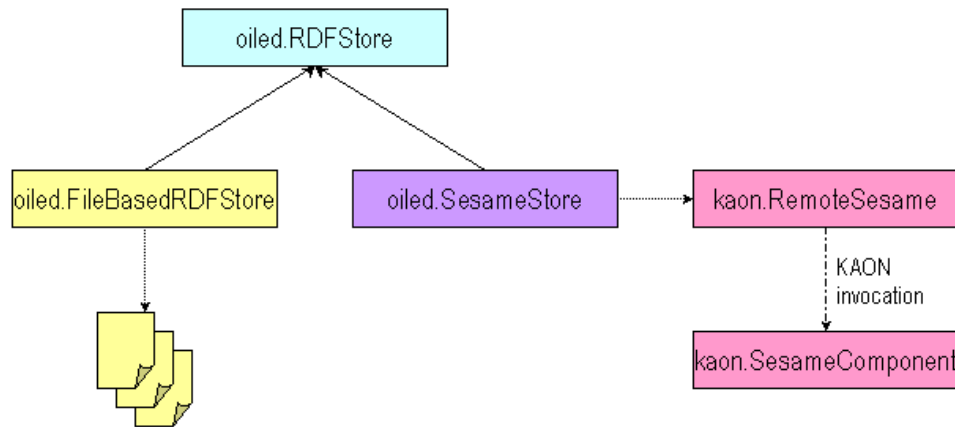 oiled.RDFStore
oiled.FileBasedRDFStore
oiled.SesameStore
kaon.RemoteSesame
KAON
invocation
kaon.SesameComponent